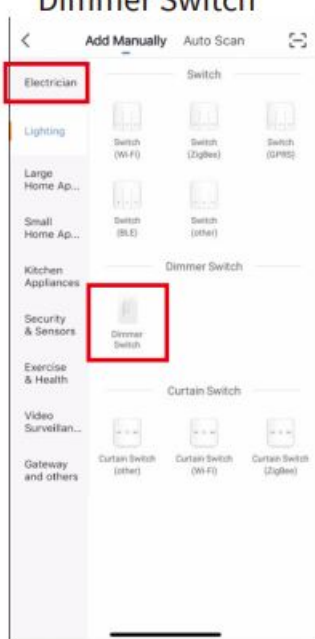 Dimmer Switch
Add Manually Auto Scan
Electrician
Lighting
Large
Home Ap...
Small
Home Ap...
Kitchen
Appliances
Security
& Sensors
Exercise
& Health
Video
Surveillan...
Gateway
and others
Switch
Switch
(Wi-Fi)
Switch
(ZigBee)
Switch
(GPRS)
Switch
(BLE)
Switch
(other)
Dimmer Switch
Dimmer
Switch
Curtain Switch
Curtain Switch
(other)
Curtain Switch
(Wi-Fi)
Curtain Switch
(ZigBee)